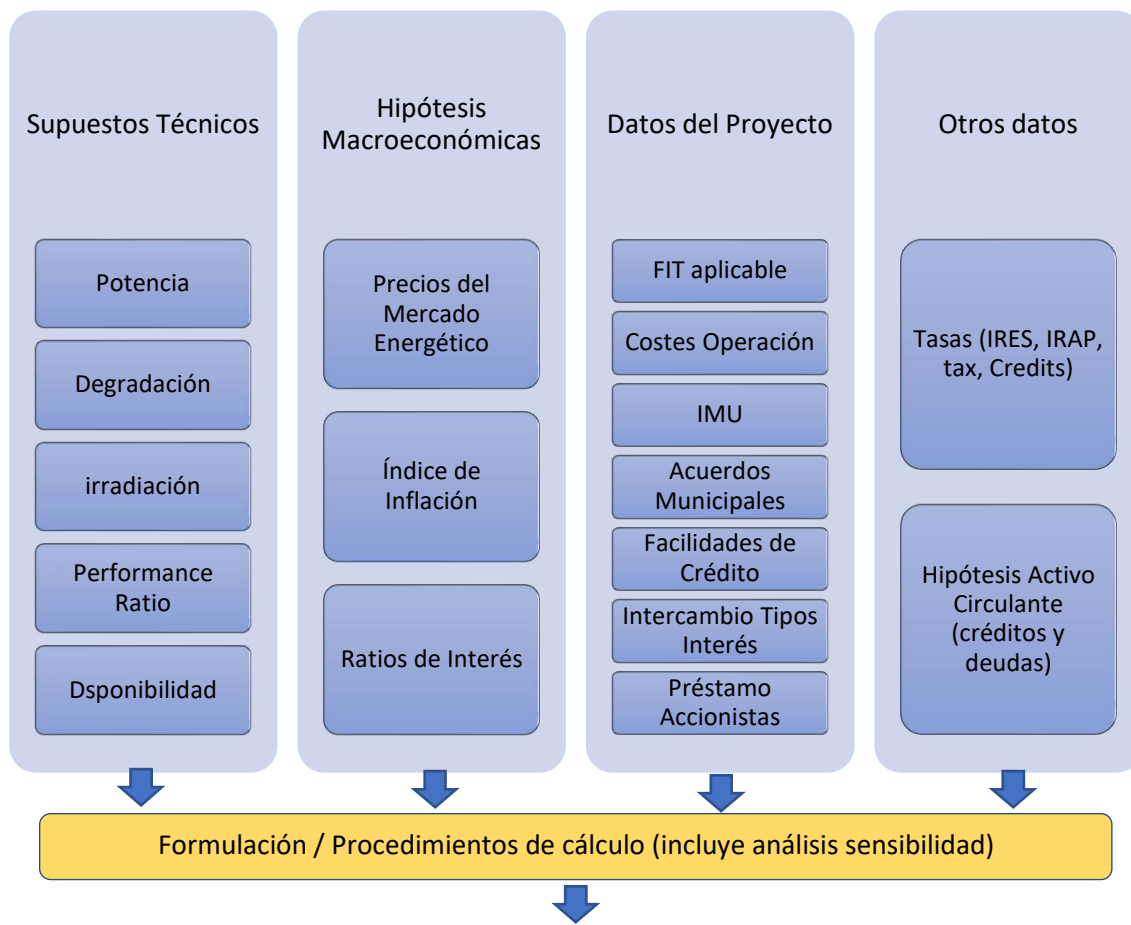 Supuestos Técnicos
Potencia
Degradación
irradiación
Performance
Ratio
Dsponibilidad
Hipótesis
Macroeconómicas
Precios del
Mercado
Energético
Índice de
Inflación
Ratios de Interés
Datos del Proyecto
FIT aplicable
Costes Operación
IMU
Acuerdos
Municipales
Facilidades de
Crédito
Intercambio Tipos
Interés
Préstamo
Accionistas
Otros datos
Tasas (IRES, IRAP,
tax, Credits)
Hipótesis Activo
Circulante
(créditos y
deudas)
Formulación / Procedimientos de cálculo (incluye análisis sensibilidad)